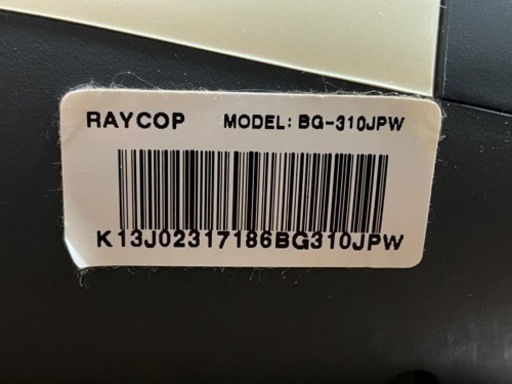 RAYCOP MODEL: BG-310JPW
K13J02317186BG310JPW